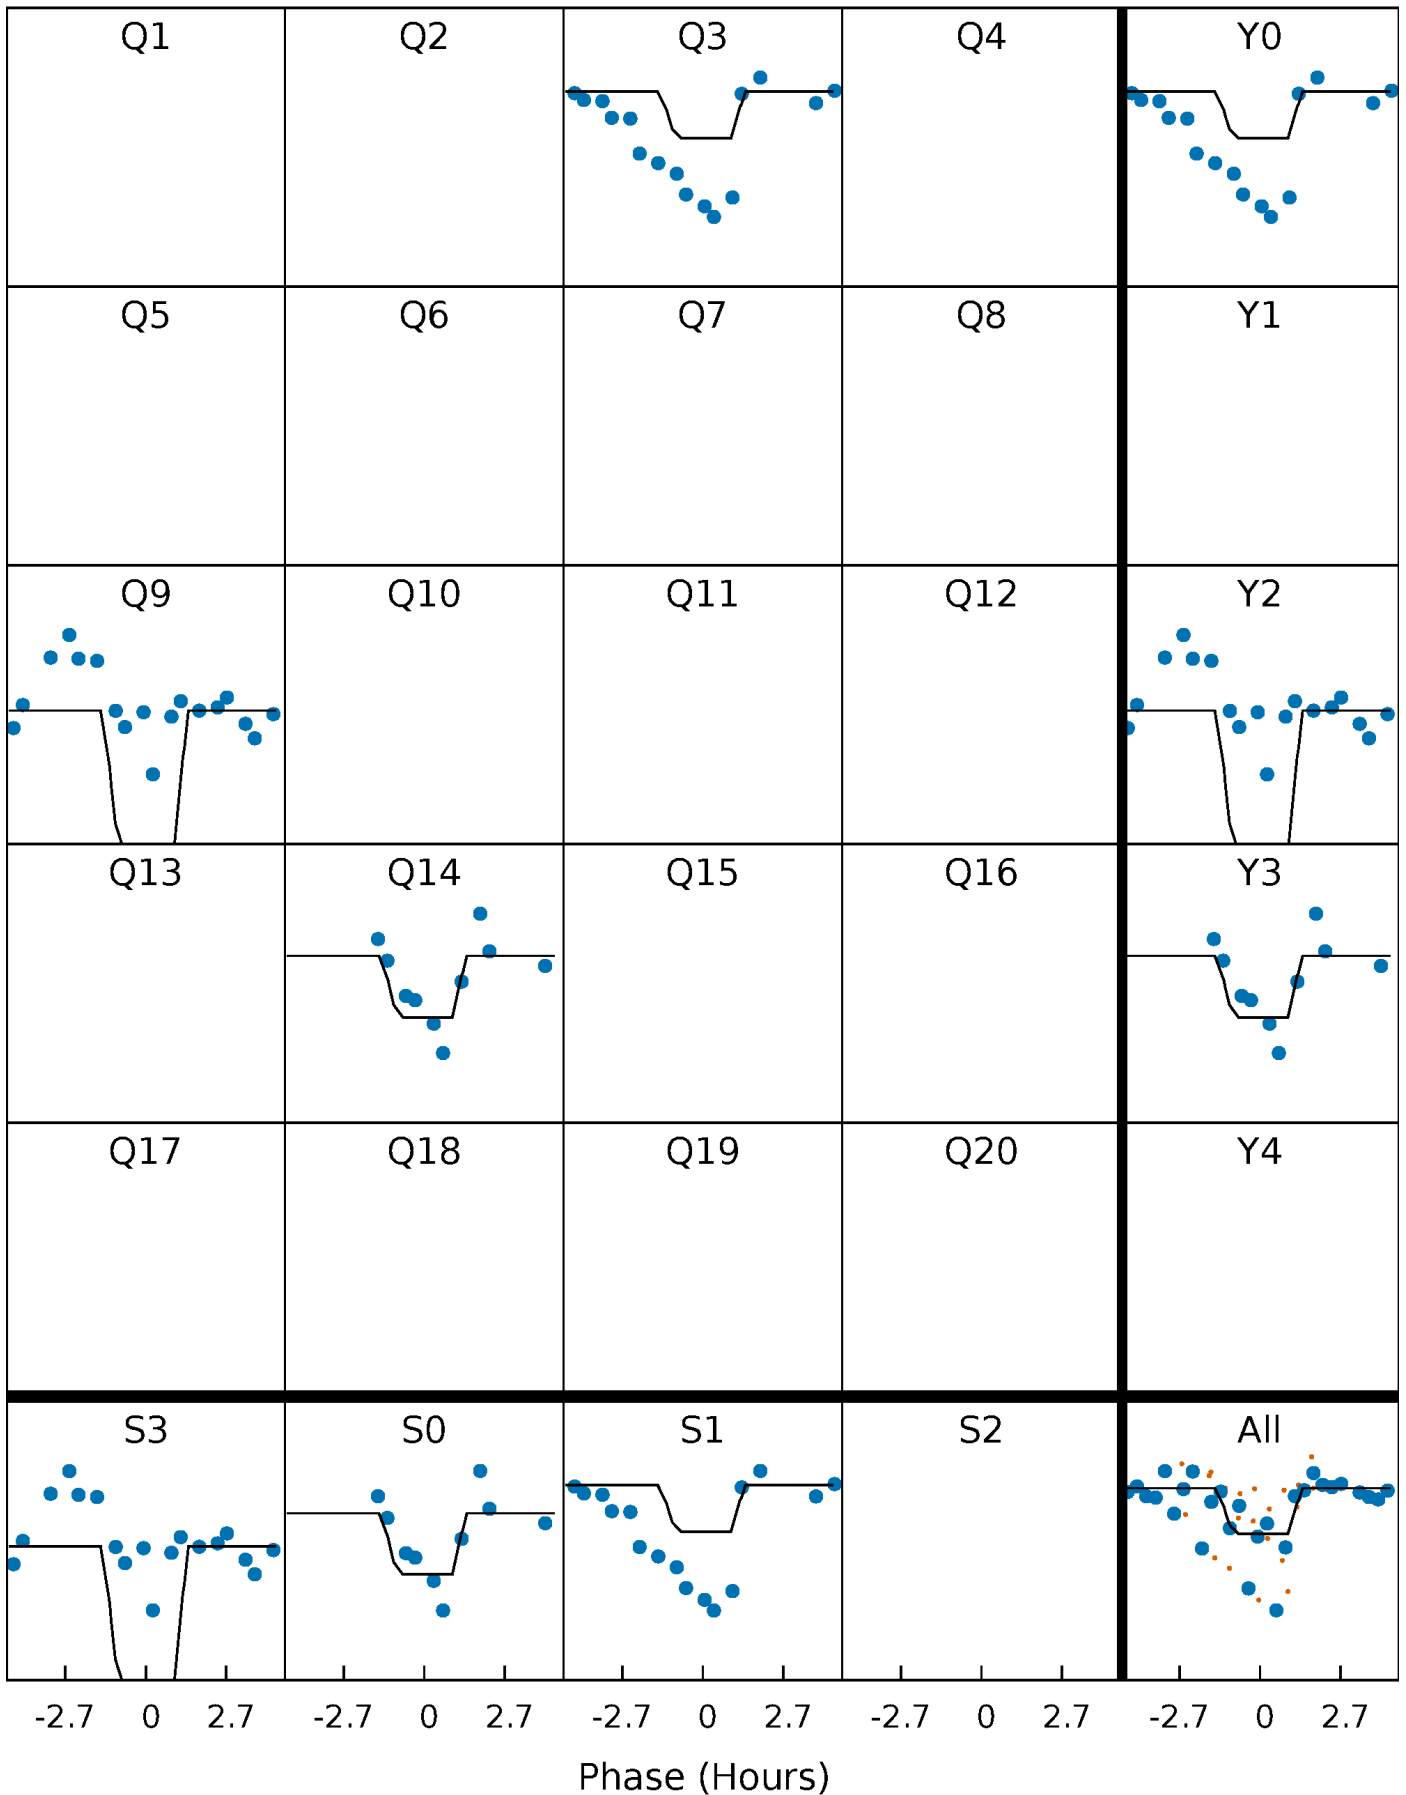 Q1 Q2 Q3 Q4 Y0
Q5 Q6 Q7 Q8 Y1
Q9 Q10 Q11 Q12 Y2
Q13 Q14 Q15 Q16 Y3
Q17 Q18 Q19 Q20 Y4
S3 S0 S1 S2 All
-2.7 0 2.7 -2.7 0 2.7 -2.7 0 2.7 -2.7 0 2.7 -2.7 0 2.7
Phase (Hours)